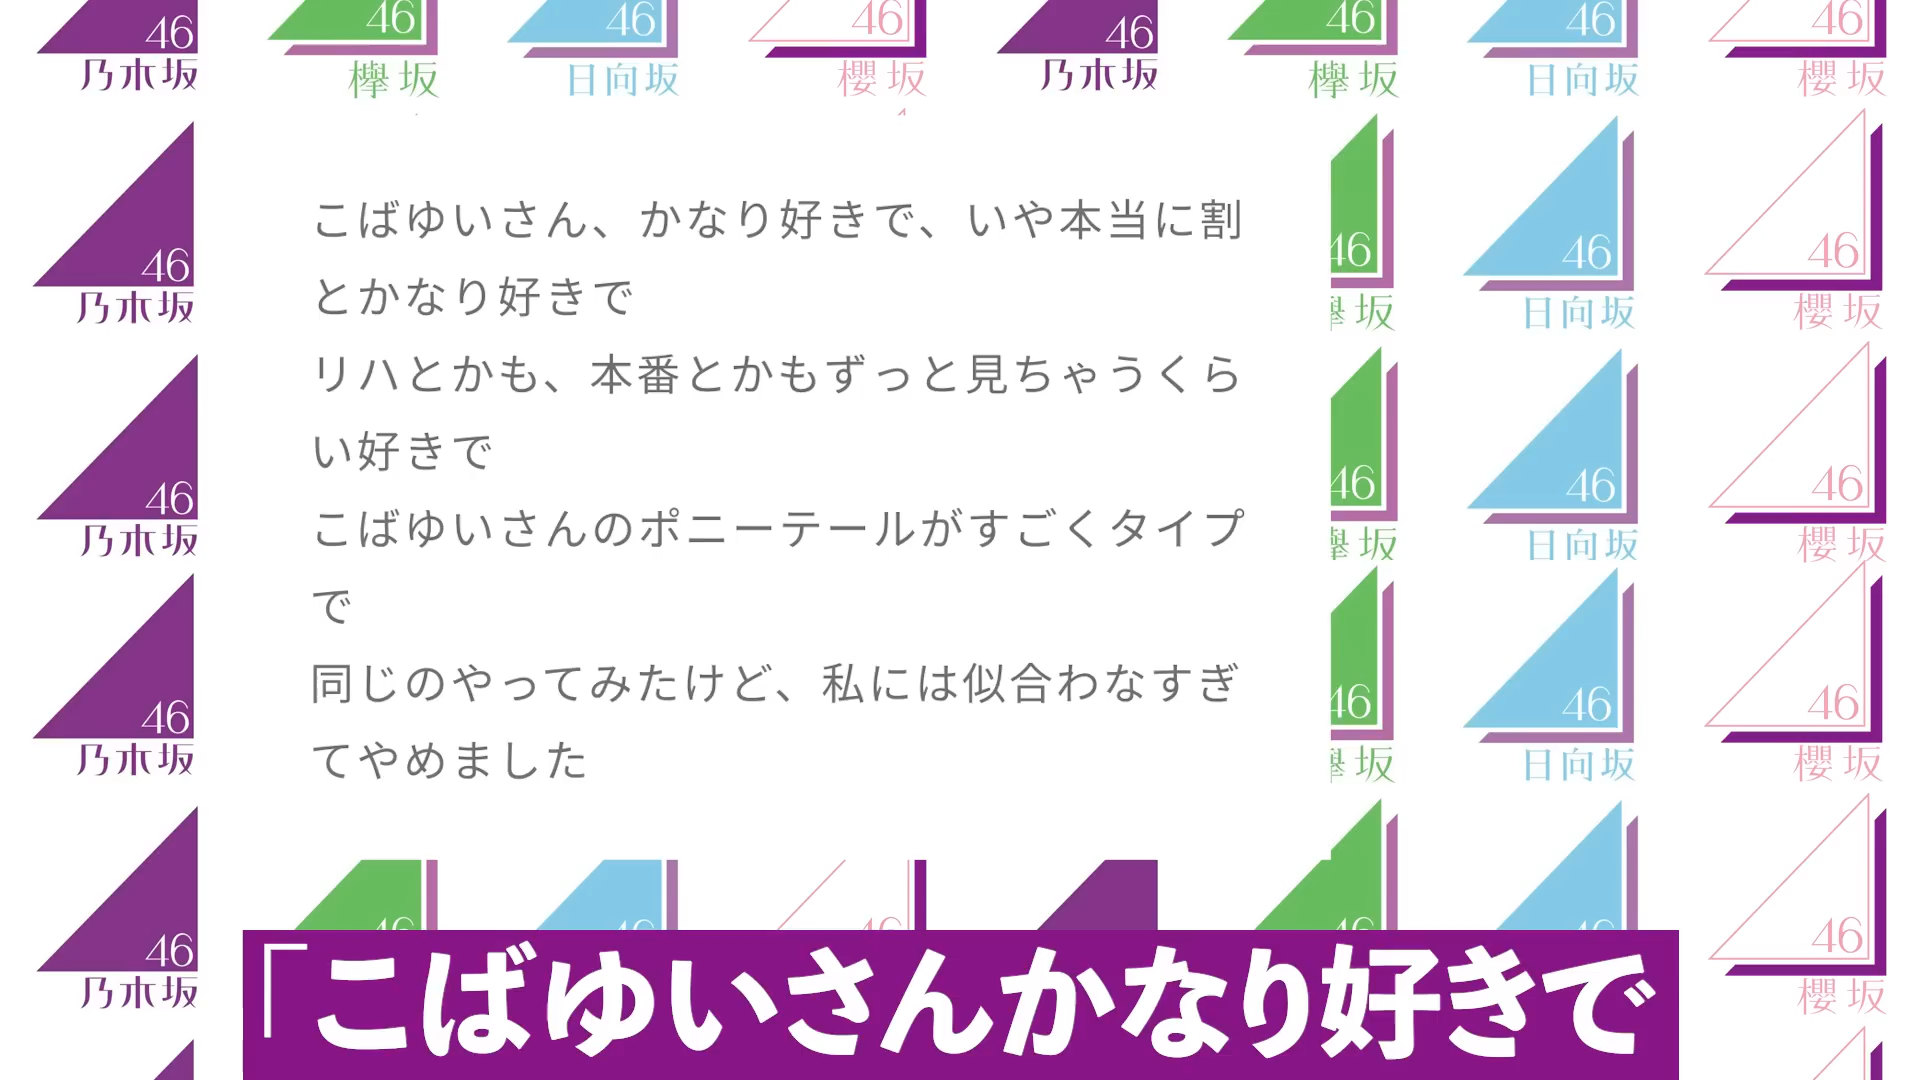 46 46 46 46 46 46 46 46
乃木坂 欅坂 日向坂 櫻坂 乃木坂 欅坂 日向坂 櫻坂
こばゆいさん、かなり好きで、いや本当に割
とかなり好きで
リハとかも、本番とかもずっと見ちゃうくら
い好きで
こばゆいさんのポニーテールがすごくタイプ
で
同じのやってみたけど、私には似合わなすぎ
てやめました
46 46 46 46
乃木坂 欅坂 日向坂 櫻坂
46 46 46 46
乃木坂 欅坂 日向坂 櫻坂
46 46 46 46
乃木坂 欅坂 日向坂 櫻坂
46 46
乃木坂 櫻坂
「こばゆいさんかなり好きで